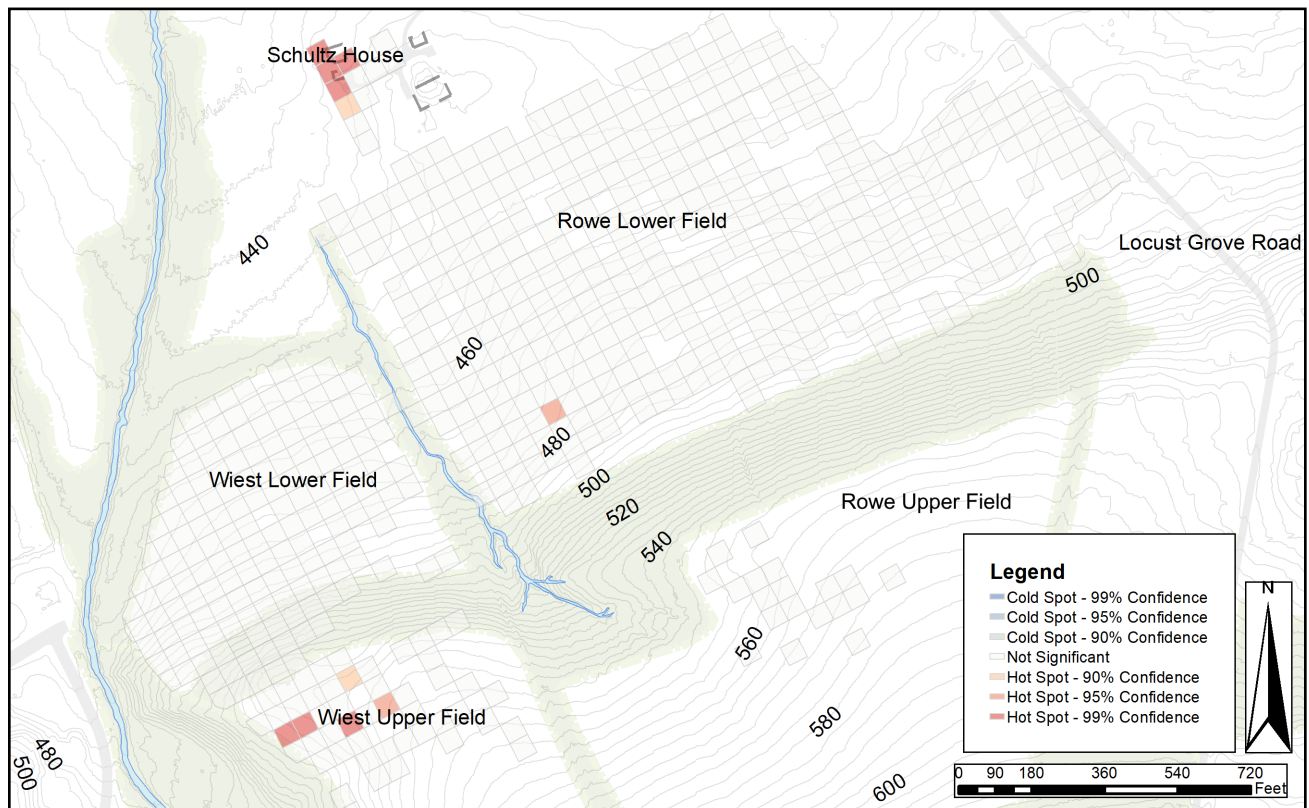 Schultz House
Rowe Lower Field
440
Locust Grove Road
500
460
480
500
Wiest Lower Field
520
Rowe Upper Field
540
560
Wiest Upper Field
580
480
500
600
Legend
Cold Spot - 99% Confidence
Cold Spot - 95% Confidence
Cold Spot - 90% Confidence
Not Significant
Hot Spot - 90% Confidence
Hot Spot - 95% Confidence
Hot Spot - 99% Confidence
N
0 90 180 360 540 720
Feet